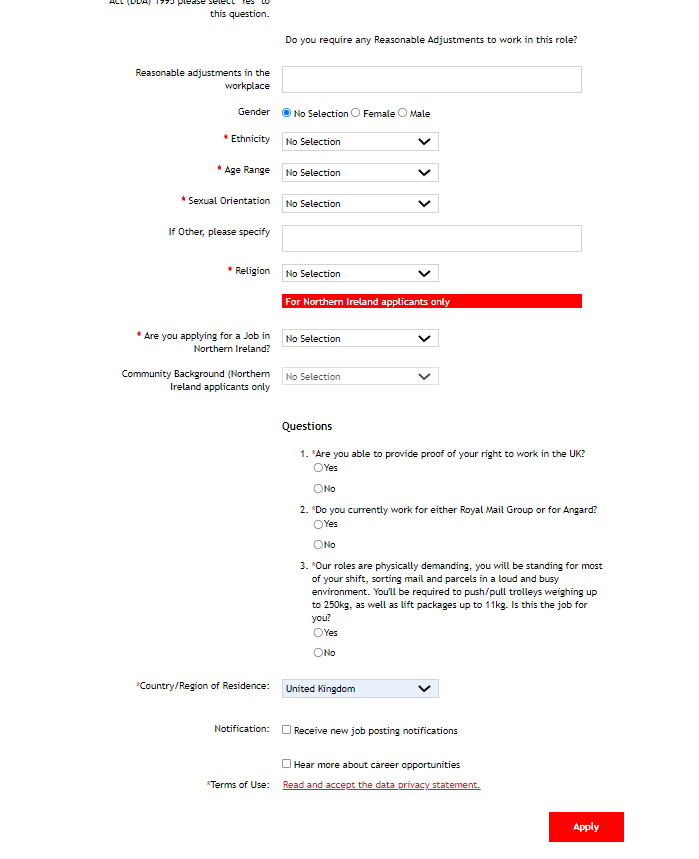 ACT (DDA) 1995 please select 'Yes' to
this question.
Do you require any Reasonable Adjustments to work in this role?
Reasonable adjustments in the
workplace
Gender
No Selection Female Male
* Ethnicity
No Selection
* Age Range
No Selection
* Sexual Orientation
No Selection
If Other, please specify
* Religion
No Selection
For Northern Ireland applicants only
* Are you applying for a Job in
Northern Ireland?
No Selection
Community Background (Northern
Ireland applicants only
No Selection
Questions
1. *Are you able to provide proof of your right to work in the UK?
Yes
No
2. *Do you currently work for either Royal Mail Group or for Angard?
Yes
No
3. *Our roles are physically demanding, you will be standing for most
of your shift, sorting mail and parcels in a loud and busy
environment. You'll be required to push/pull trolleys weighing up
to 250kg, as well as lift packages up to 11kg. Is this the job for
you?
Yes
No
*Country/Region of Residence:
United Kingdom
Notification:
Receive new job posting notifications
Hear more about career opportunities
*Terms of Use:
Read and accept the data privacy statement.
Apply